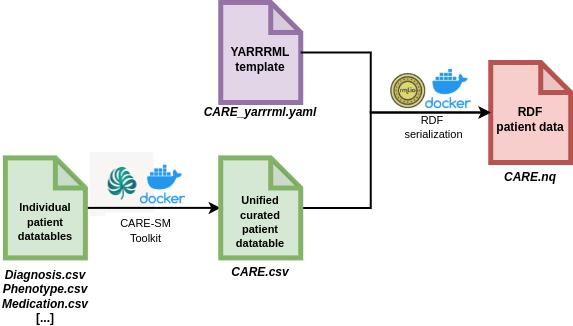 YARRRML
template
CARE_yarrrml.yaml
rmlio
docker
RDF
serialization
RDF
patient data
CARE.nq
Individual
patient
datatables
Diagnosis.csv
Phenotype.csv
Medication.csv
[...]
docker
CARE-SM
Toolkit
Unified
curated
patient
datatable
CARE.csv